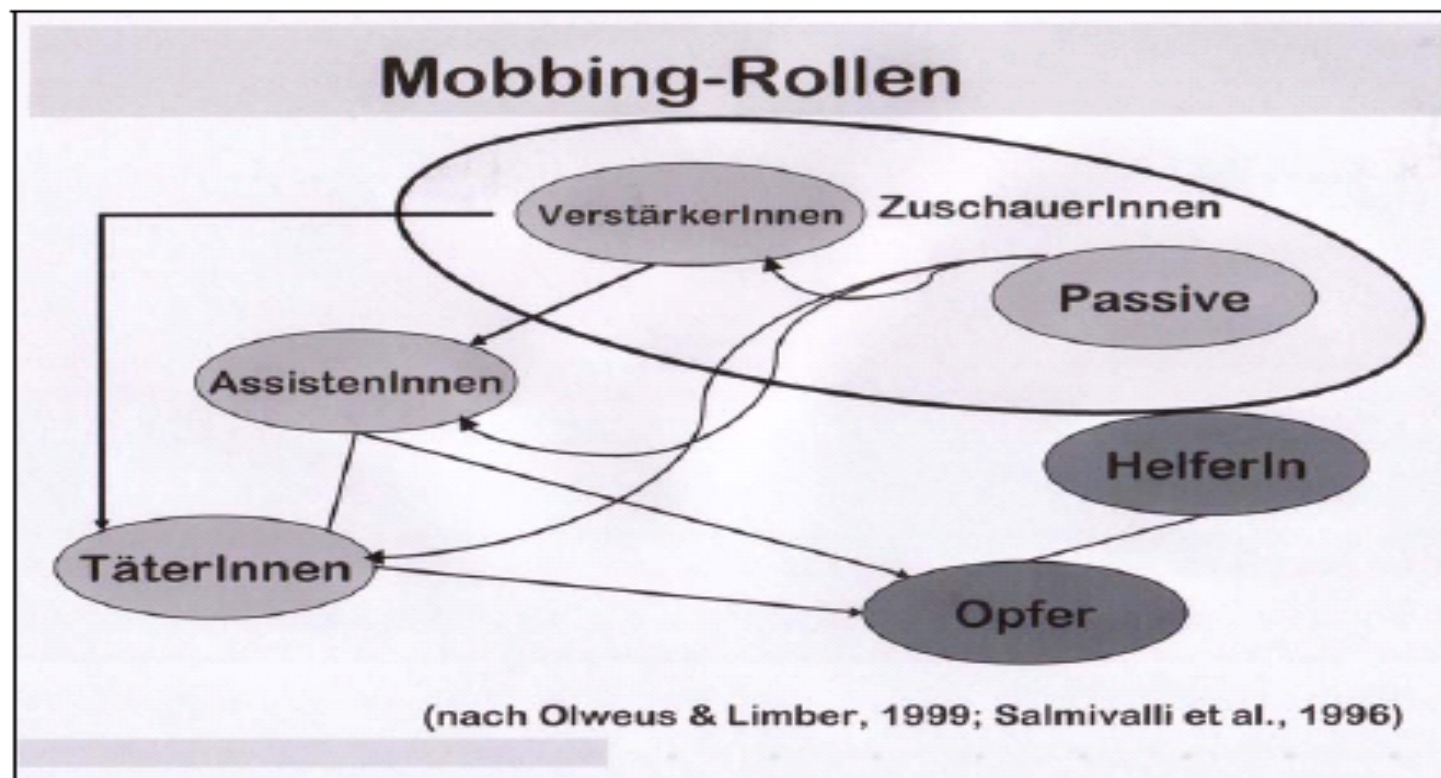 Mobbing-Rollen
VerstärkerInnen
ZuschauerInnen
Passive
AssistenInnen
HelferIn
TäterInnen
Opfer
(nach Olweus & Limber, 1999; Salmivalli et al., 1996)